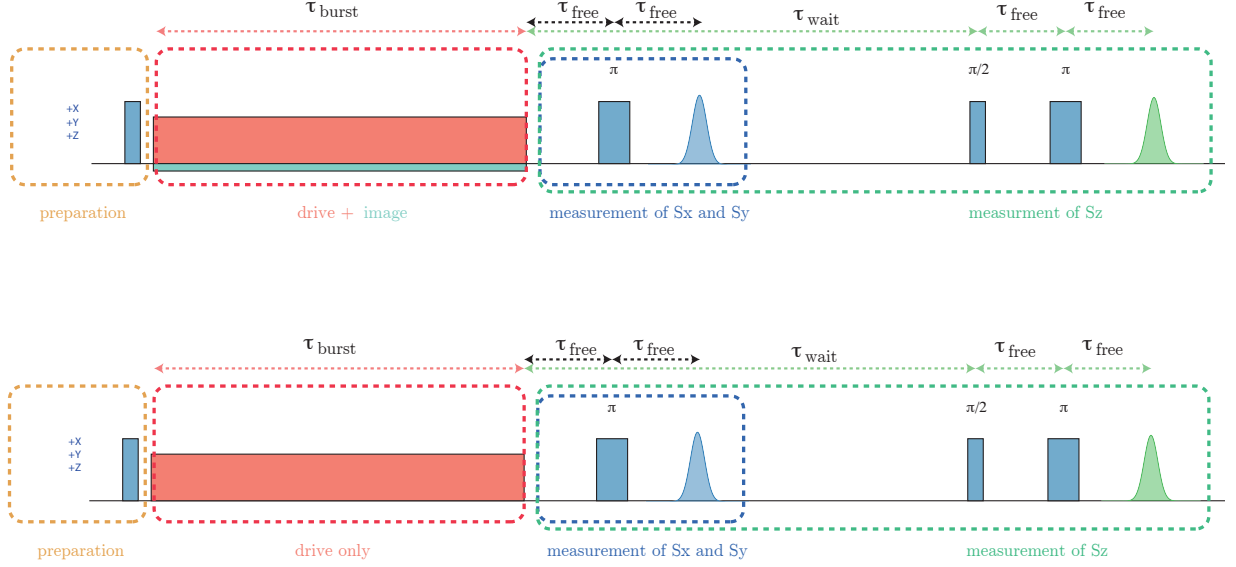 τ burst
τ free τ free
τ wait
τ free τ free
π
π/2 π
+X
+Y
+Z
preparation
drive + image
measurement of Sx and Sy
measurment of Sz
τ burst
τ free τ free
τ wait
τ free τ free
π
π/2 π
+X
+Y
+Z
preparation
drive only
measurement of Sx and Sy
measurement of Sz